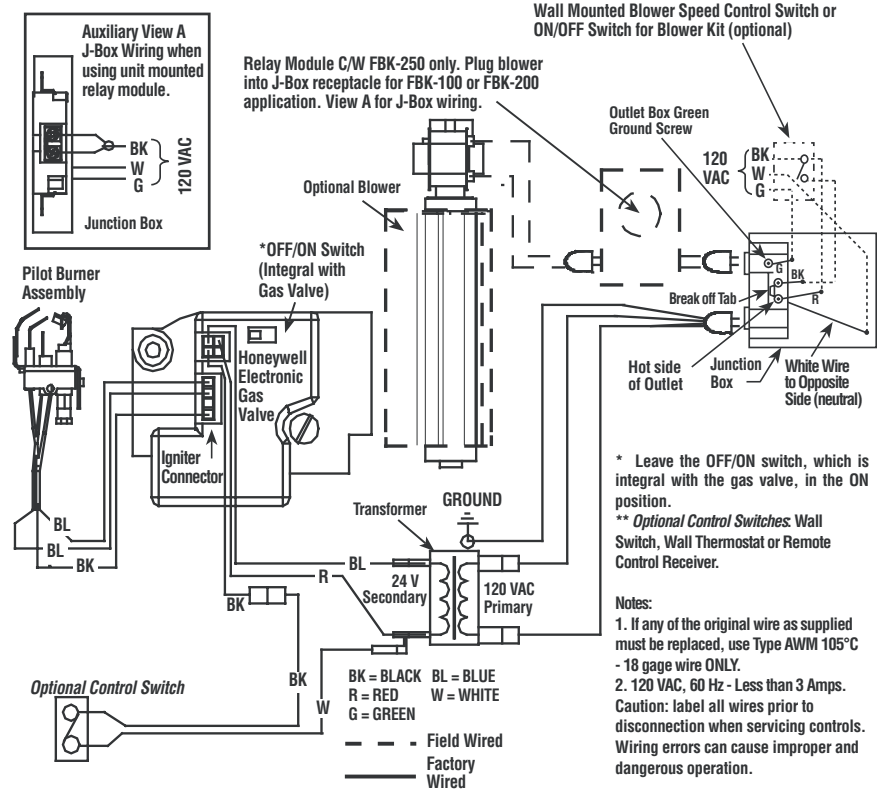 Wall Mounted Blower Speed Control Switch or
ON/OFF Switch for Blower Kit (optional)
Auxiliary View A
J-Box Wiring when
using unit mounted
relay module.
BK
W
G
120 VAC
Junction Box
Relay Module C/W FBK-250 only. Plug blower
into J-Box receptacle for FBK-100 or FBK-200
application. View A for J-Box wiring.
Outlet Box Green
Ground Screw
120
VAC
BK
W
G
Optional Blower
*OFF/ON Switch
(Integral with
Gas Valve)
Pilot Burner
Assembly
G
BK
R
Break off Tab
Honeywell
Electronic
Gas
Valve
Hot side
of Outlet
Junction
Box
White Wire
to Opposite
Side (neutral)
Igniter
Connector
* Leave the OFF/ON switch, which is
integral with the gas valve, in the ON
position.
** Optional Control Switches: Wall
Switch, Wall Thermostat or Remote
Control Receiver.
Transformer
GROUND
BL
BL
BK
BL
R
BK
24 V
Secondary
120 VAC
Primary
Notes:
1. If any of the original wire as supplied
must be replaced, use Type AWM 105°C
- 18 gage wire ONLY.
2. 120 VAC, 60 Hz - Less than 3 Amps.
Caution: label all wires prior to
disconnection when servicing controls.
Wiring errors can cause improper and
dangerous operation.
Optional Control Switch
BK
W
BK = BLACK BL = BLUE
R = RED W = WHITE
G = GREEN
Field Wired
Factory
Wired